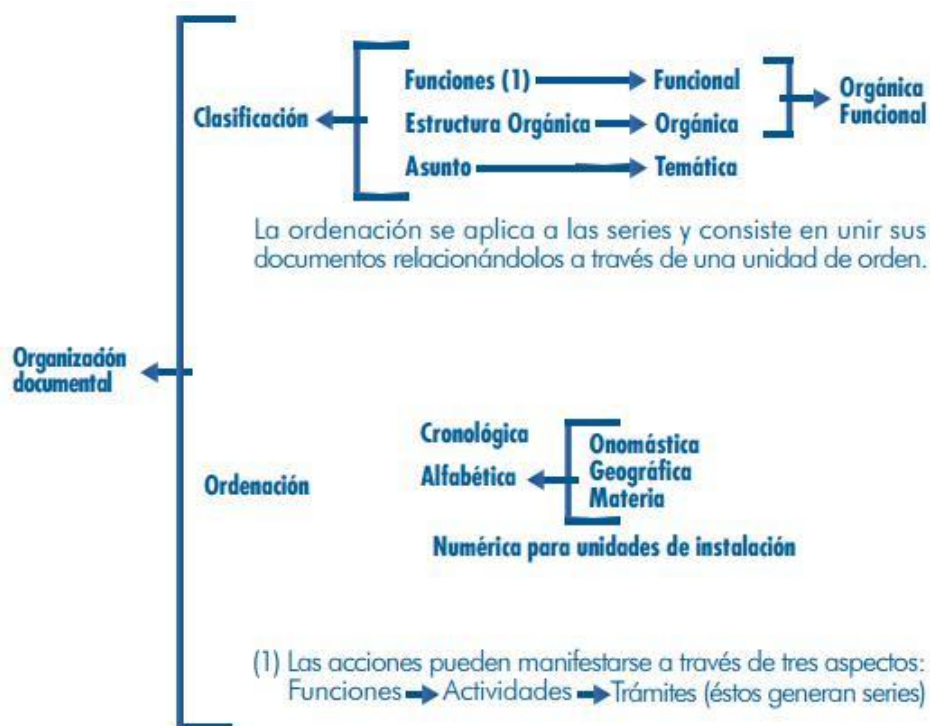 Clasificación
Funciones (1) Funcional
Estructura Orgánica Orgánica
Asunto Temática
Orgánica
Funcional
La ordenación se aplica a las series y consiste en unir sus
documentos relacionándolos a través de una unidad de orden.
Organización
documental
Ordenación
Cronológica
Alfabética
Onomástica
Geográfica
Materia
Numérica para unidades de instalación
(1) Las acciones pueden manifestarse a través de tres aspectos:
Funciones Actividades Trámites (éstos generan series)